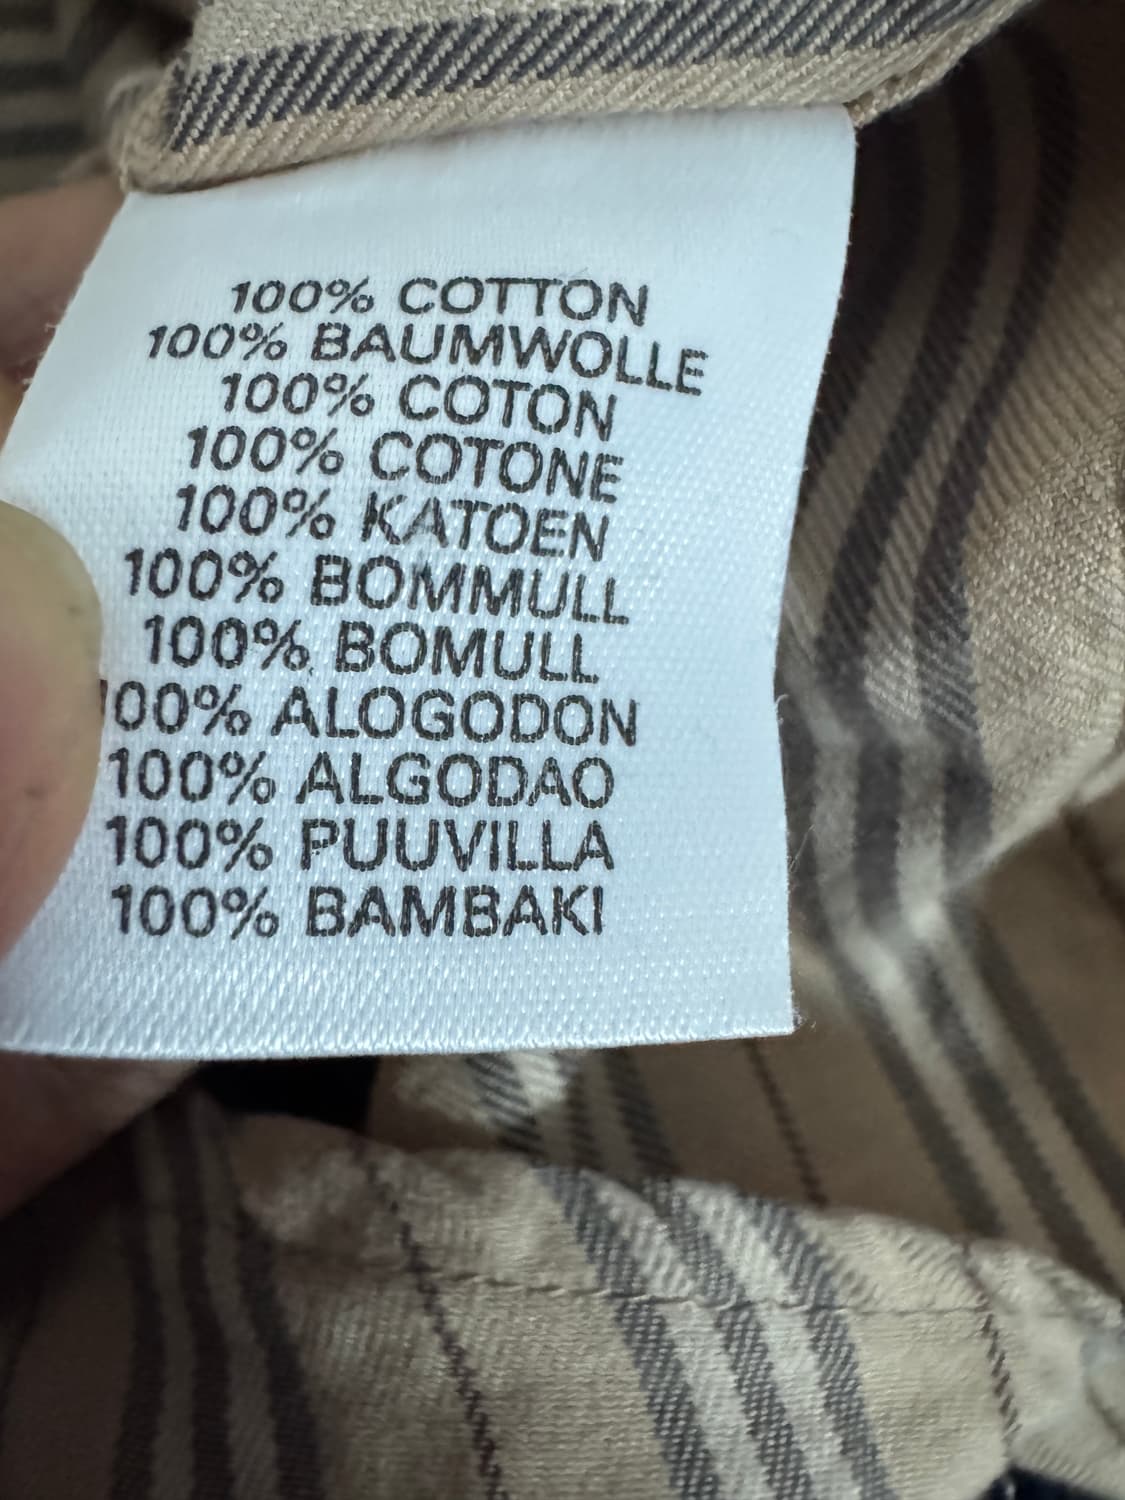 100% COTTON
100% BAUMWOLLE
100% COTON
100% COTONE
100% KATOEN
100% BOMMULL
100% BOMULL
100% ALOGODON
100% ALGODAO
100% PUUVILLA
100% BAMBAKI